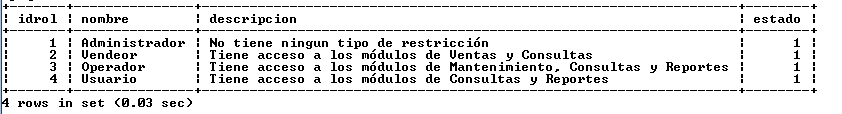 idrol | nombre | descripcion | estado
1 | Administrador | No tiene ningun tipo de restricción | 1
2 | Vendeor | Tiene acceso a los módulos de Ventas y Consultas | 1
3 | Operador | Tiene acceso a los módulos de Mantenimiento, Consultas y Reportes | 1
4 | Usuario | Tiene acceso a los módulos de Consultas y Reportes | 1
4 rows in set (0.03 sec)